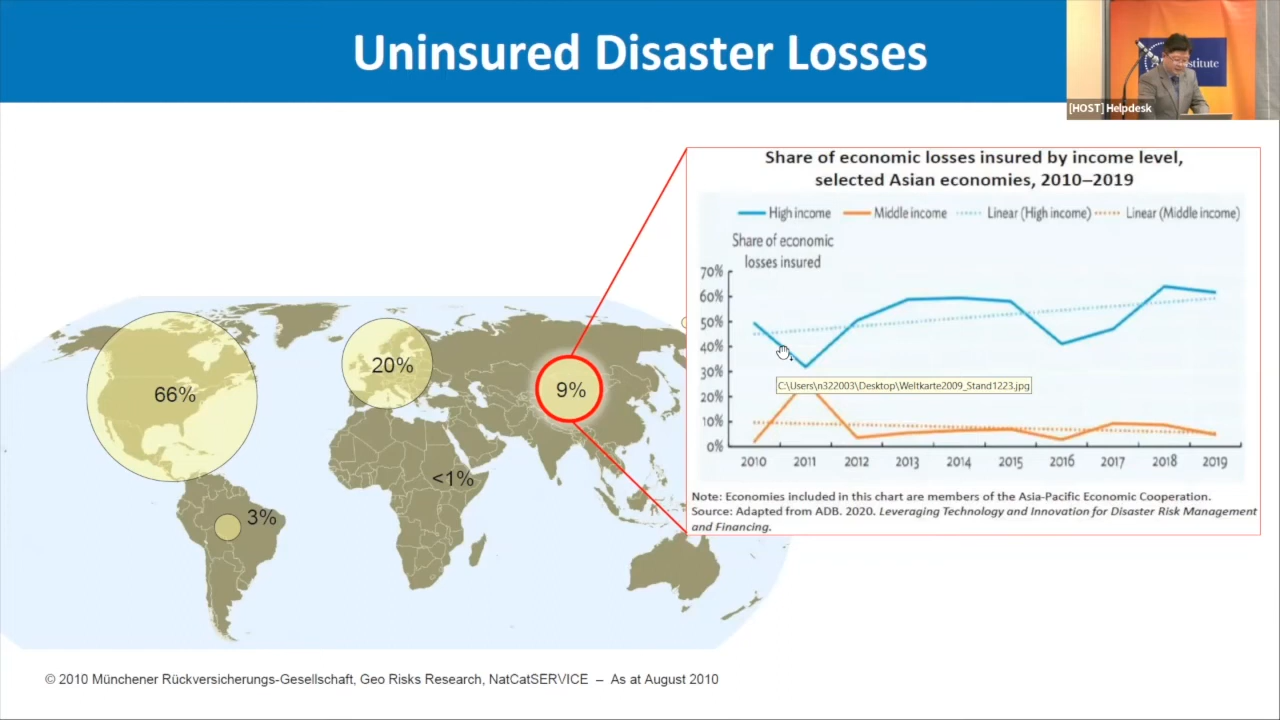 Uninsured Disaster Losses
stitute
[HOST] Helpdesk
Share of economic losses insured by income level,
selected Asian economies, 2010–2019
High income
Middle income
Linear (High income)
Linear (Middle income)
Share of economic
losses insured
70%
60%
50%
40%
30%
20%
10%
0%
C:\Users\n322003\Desktop\Weltkarte2009_Stand1223.jpg
2010 2011 2012 2013 2014 2015 2016 2017 2018 2019
Note: Economies included in this chart are members of the Asia-Pacific Economic Cooperation.
Source: Adapted from ADB. 2020. Leveraging Technology and Innovation for Disaster Risk Management
and Financing.
66%
20%
9%
<1%
3%
© 2010 Münchener Rückversicherungs-Gesellschaft, Geo Risks Research, NatCatSERVICE – As at August 2010